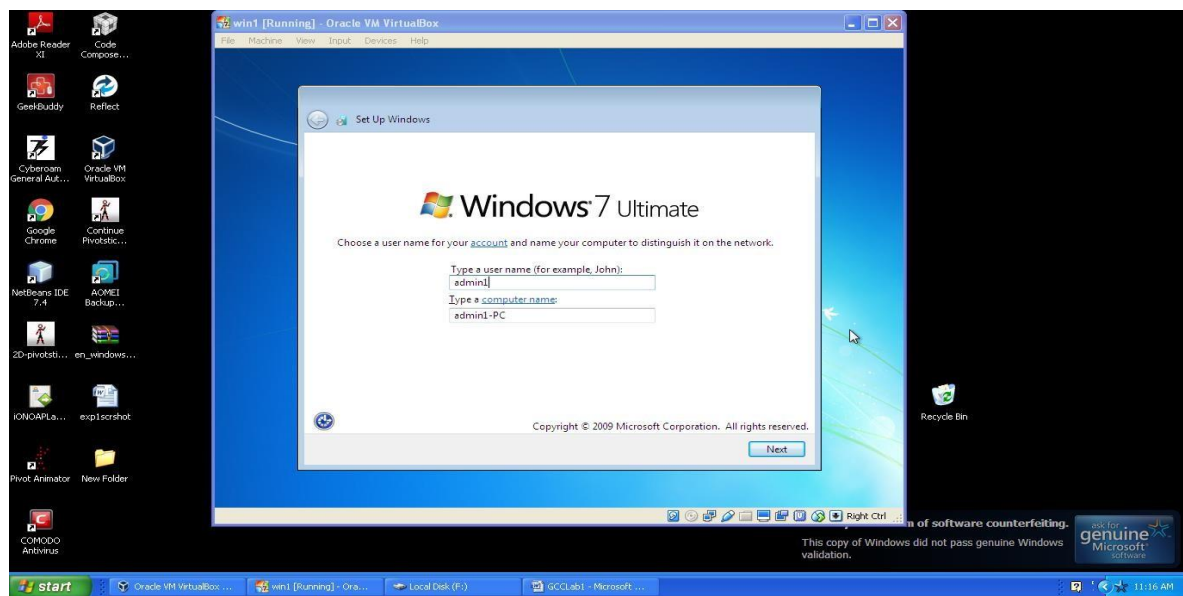 Adobe Reader XI
Code Compose...
GeekBuddy
Reflect
Cyberoam General Aut...
Oracle VM VirtualBox
Google Chrome
Continue Pivotstic...
NetBeans IDE 7.4
AOMEI Backup...
2D-pivotsti...
en_windows...
iONOAPLa...
exp1scrshot
Pivot Animator
New Folder
COMODO Antivirus
win1 [Running] - Oracle VM VirtualBox
File Machine View Input Devices Help
Set Up Windows
Windows 7 Ultimate
Choose a user name for your account and name your computer to distinguish it on the network.
Type a user name (for example, John):
admin1
Type a computer name:
admin1-PC
Copyright © 2009 Microsoft Corporation. All rights reserved.
Next
Right Ctrl
Recycle Bin
of software counterfeiting.
This copy of Windows did not pass genuine Windows
validation.
ask for
genuine
Microsoft
software
start
Oracle VM VirtualBox ...
win1 [Running] - Ora...
Local Disk (F:)
GCCLab1 - Microsoft ...
11:16 AM